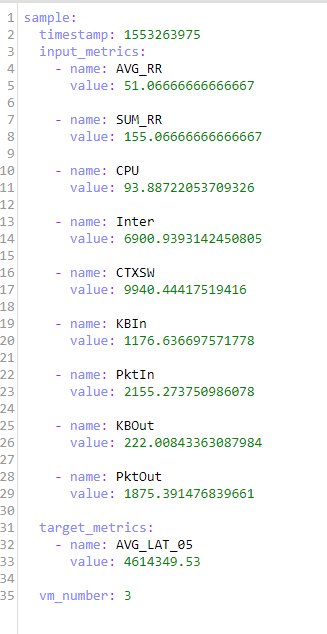 1 sample:
2   timestamp: 1553263975
3   input_metrics:
4     - name: AVG_RR
5       value: 51.06666666666667
6
7     - name: SUM_RR
8       value: 155.06666666666667
9
10     - name: CPU
11       value: 93.88722053709326
12
13     - name: Inter
14       value: 6900.9393142450805
15
16     - name: CTXSW
17       value: 9940.44417519416
18
19     - name: KBIn
20       value: 1176.636697571778
21
22     - name: PktIn
23       value: 2155.273750986078
24
25     - name: KBOut
26       value: 222.00843363087984
27
28     - name: PktOut
29       value: 1875.391476839661
30
31   target_metrics:
32     - name: AVG_LAT_05
33       value: 4614349.53
34
35   vm_number: 3